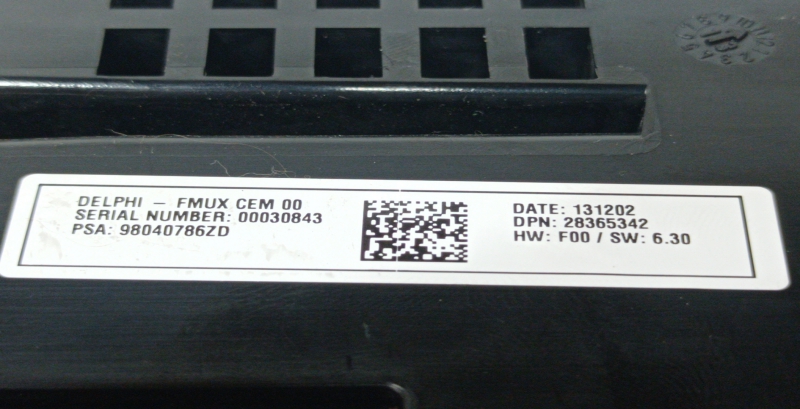 DELPHI – FMUX CEM 00
SERIAL NUMBER: 00030843
PSA: 98040786ZD
DATE: 131202
DPN: 28365342
HW: F00 / SW: 6.30